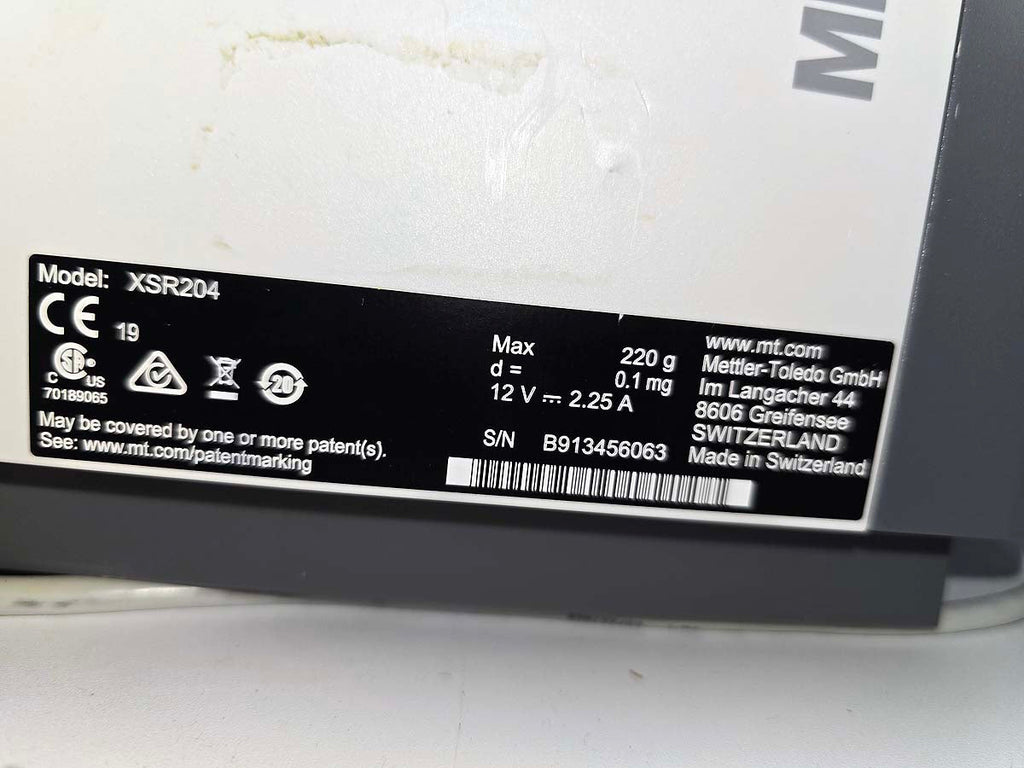 Model: XSR204
CE 19
C US
70189065
20
May be covered by one or more patent(s).
See: www.mt.com/patentmarking
Max 220 g
d = 0.1 mg
12 V ⎓ 2.25 A
S/N B913456063
www.mt.com
Mettler-Toledo GmbH
Im Langacher 44
8606 Greifensee
SWITZERLAND
Made in Switzerland